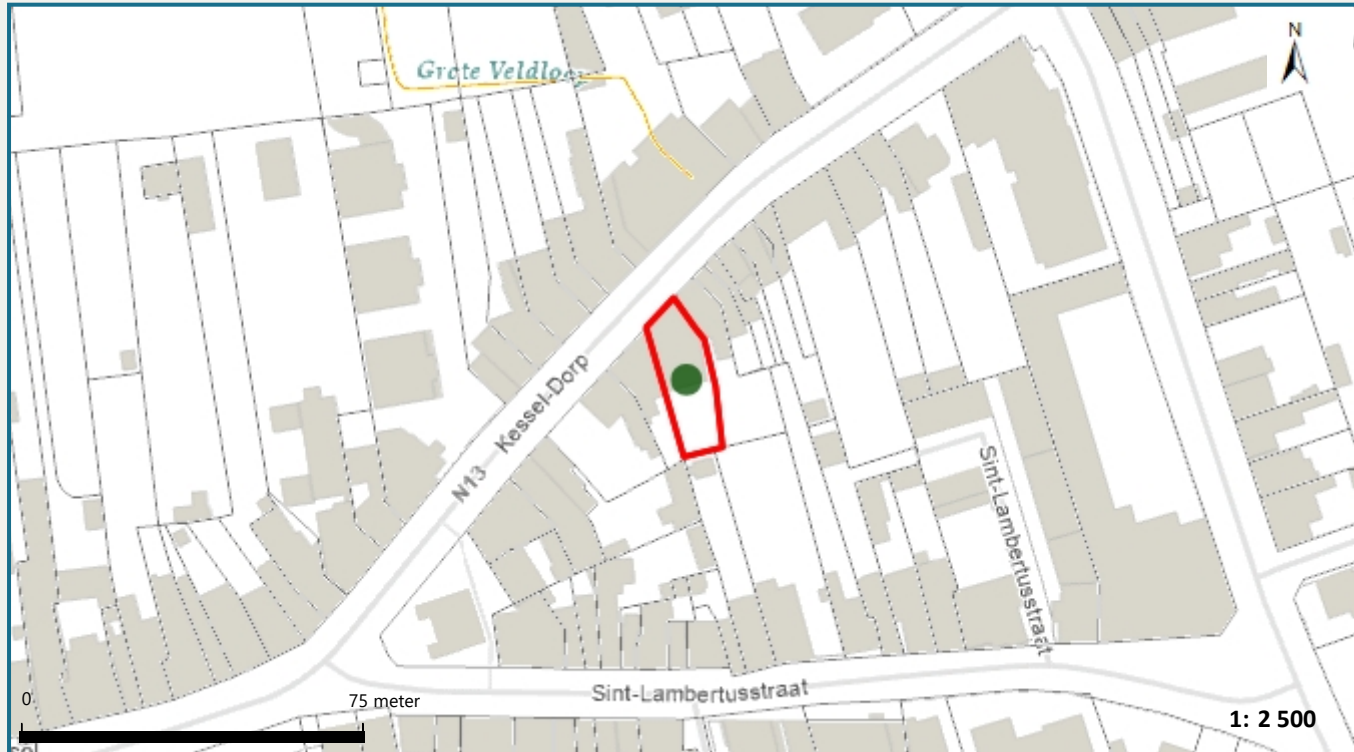 N
Grote Veldloop
N13 Kessel-Dorp
Sint-Lambertusstraat
0 75 meter
Sint-Lambertusstraat
1: 2 500